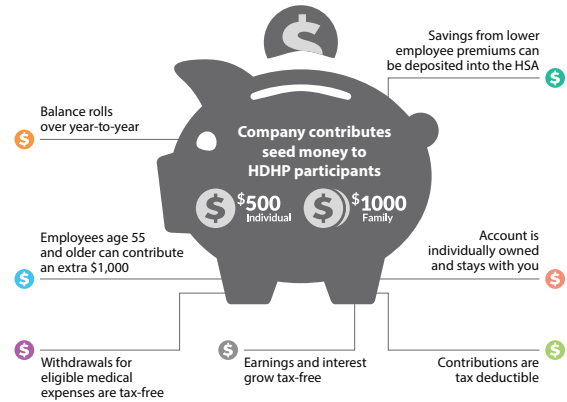 $
Savings from lower
employee premiums can
be deposited into the HSA
$
Balance rolls
over year-to-year
$
Company contributes
seed money to
HDHP participants
$ $500
Individual
$ $1000
Family
Employees age 55
and older can contribute
an extra $1,000
$
Account is
individually owned
and stays with you
$
$
Withdrawals for
eligible medical
expenses are tax-free
$
Earnings and interest
grow tax-free
$
Contributions are
tax deductible